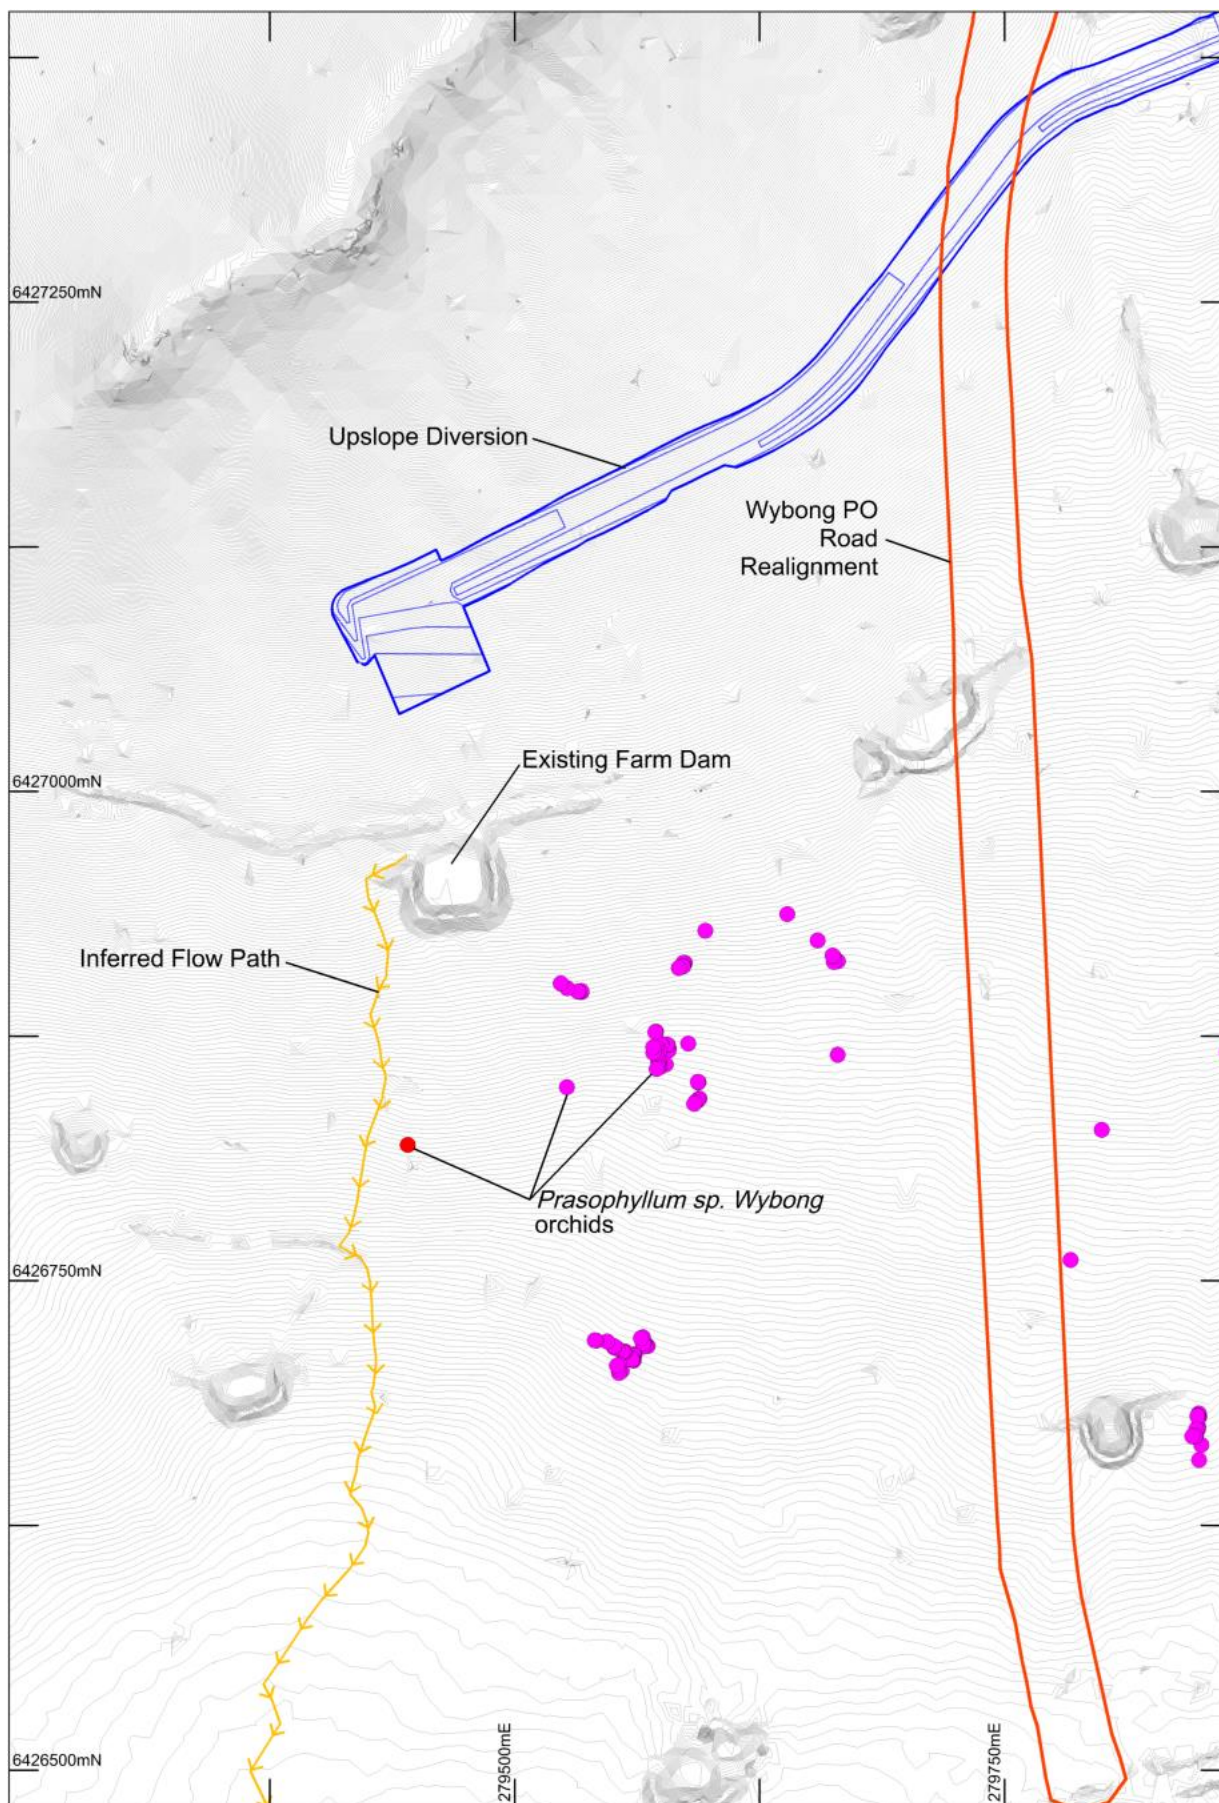 6427250mN
Upslope Diversion
Wybong PO
Road
Realignment
Existing Farm Dam
6427000mN
Inferred Flow Path
Prasophyllum sp. Wybong
orchids
6426750mN
279500mE
279750mE
6426500mN